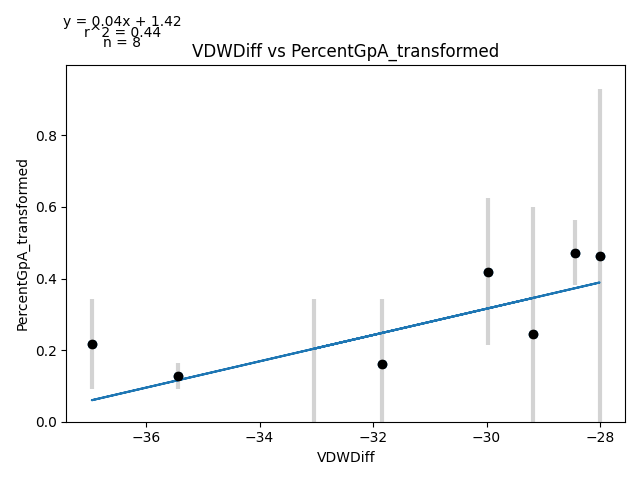 y = 0.04x + 1.42
r^2 = 0.44
n = 8
VDWDiff vs PercentGpA_transformed
PercentGpA_transformed
0.8
0.6
0.4
0.2
0.0
−36
−34
−32
−30
−28
VDWDiff